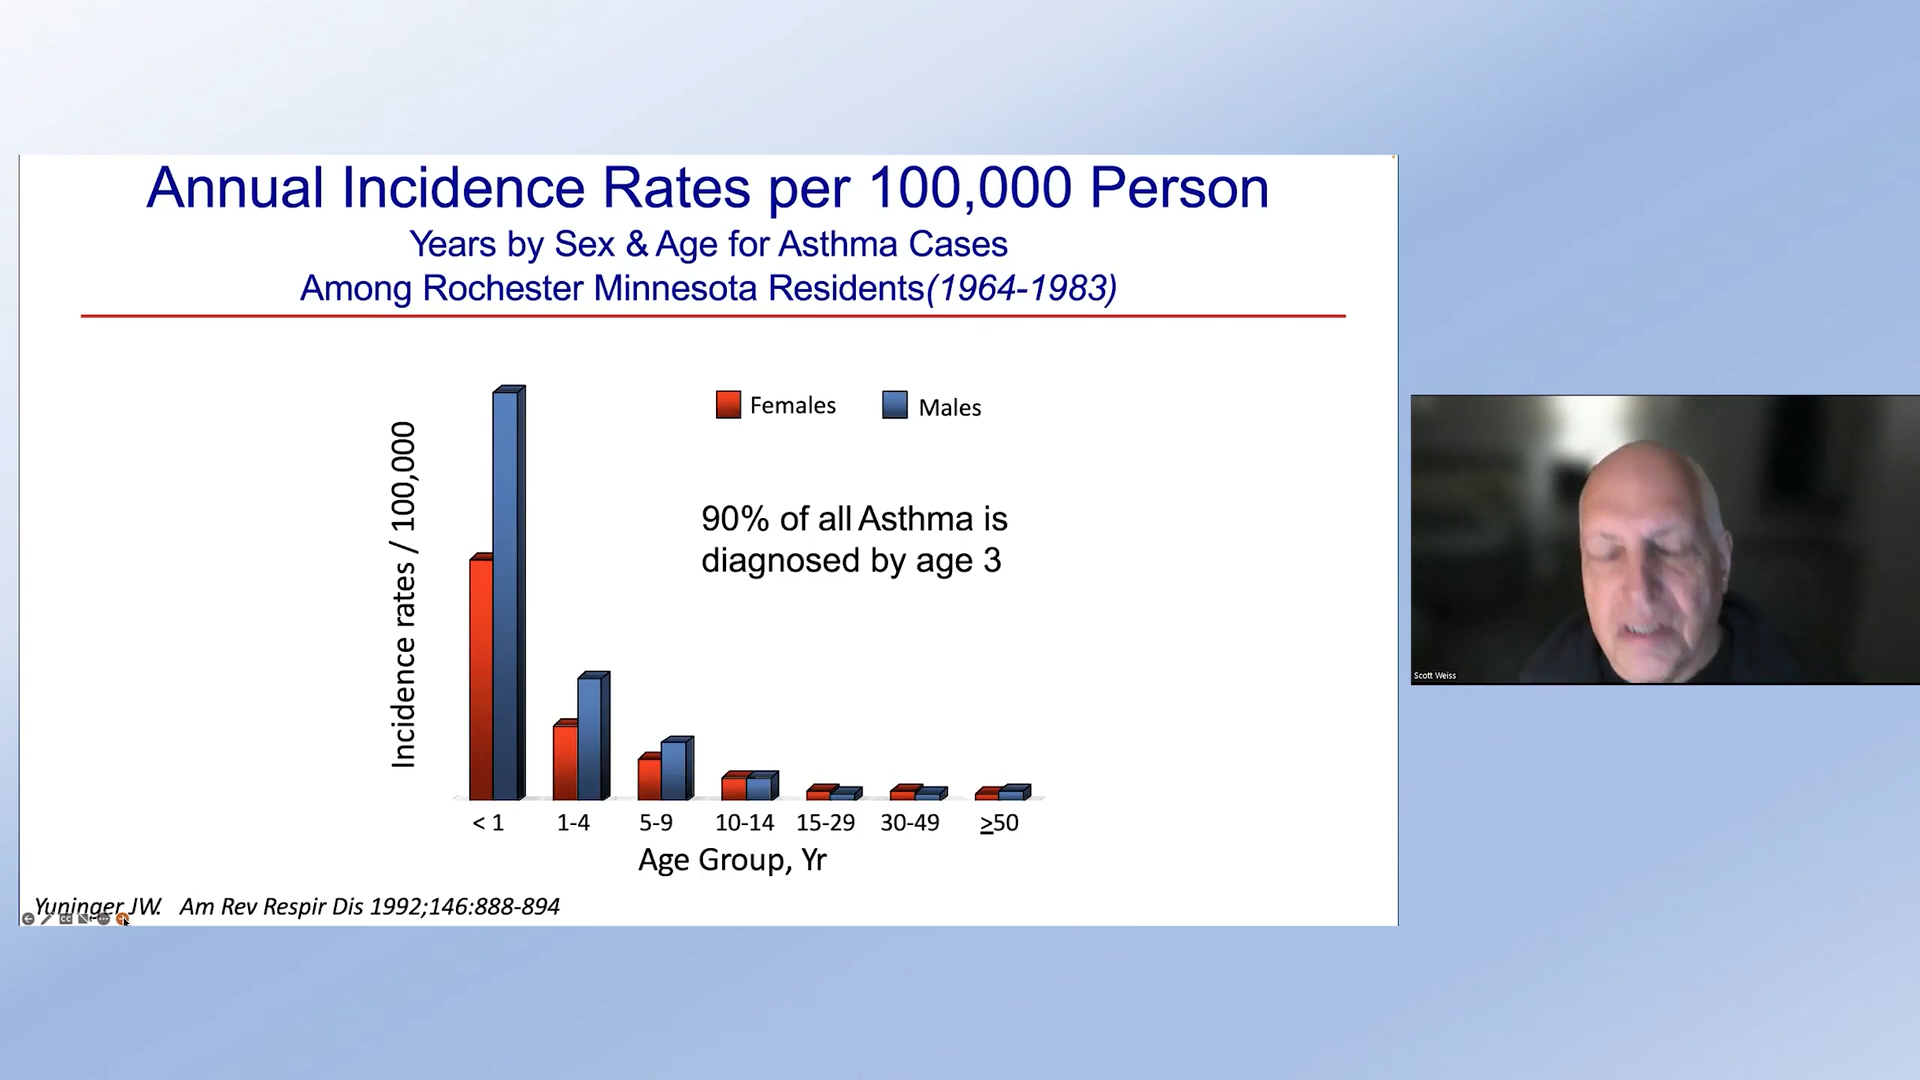 Annual Incidence Rates per 100,000 Person
Years by Sex & Age for Asthma Cases
Among Rochester Minnesota Residents(1964-1983)
Females
Males
Incidence rates / 100,000
90% of all Asthma is
diagnosed by age 3
< 1
1-4
5-9
10-14
15-29
30-49
≥50
Age Group, Yr
Yuninger JW. Am Rev Respir Dis 1992;146:888-894
Scott Weiss